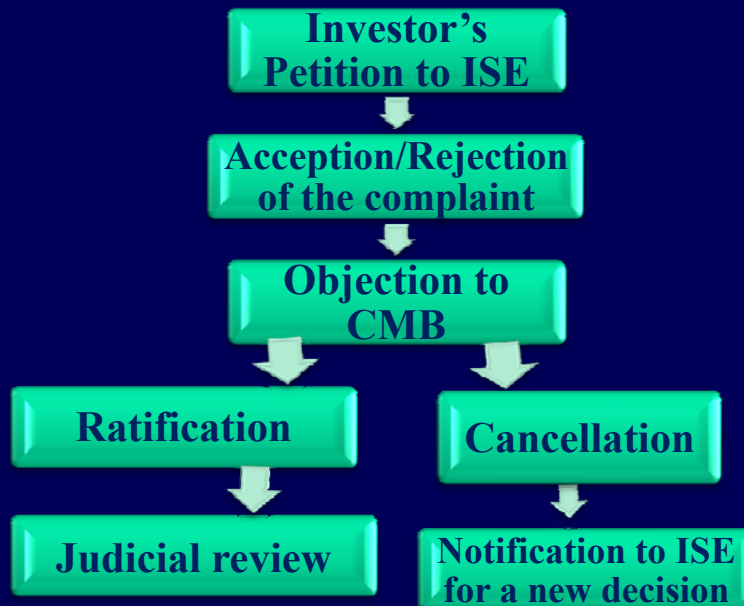 Investor’s
Petition to ISE
Acception/Rejection
of the complaint
Objection to
CMB
Ratification
Cancellation
Judicial review
Notification to ISE
for a new decision